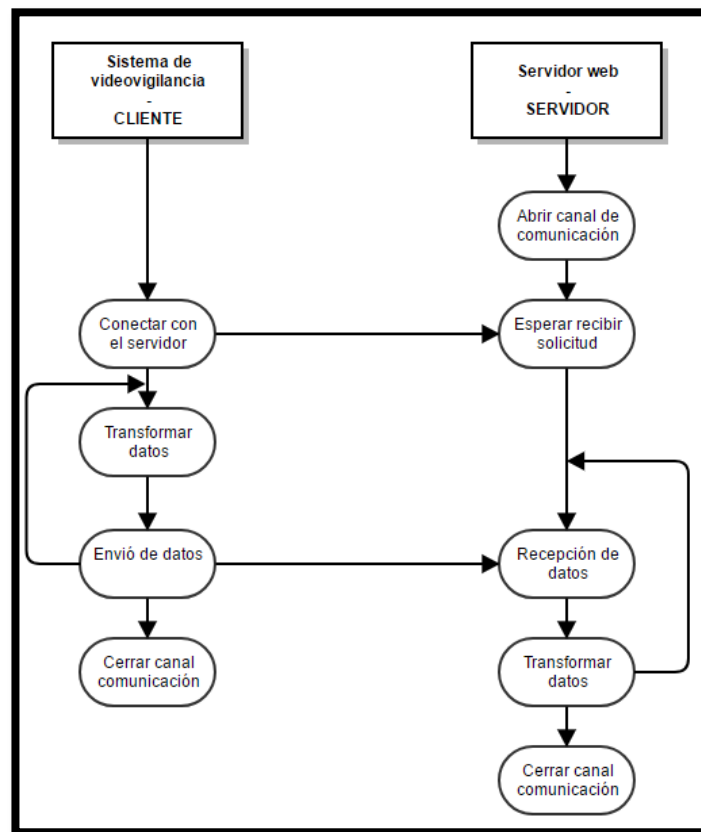 Sistema de
videovigilancia
-
CLIENTE
Servidor web
-
SERVIDOR
Abrir canal de
comunicación
Conectar con
el servidor
Esperar recibir
solicitud
Transformar
datos
Envió de datos
Recepción de
datos
Cerrar canal
comunicación
Transformar
datos
Cerrar canal
comunicación